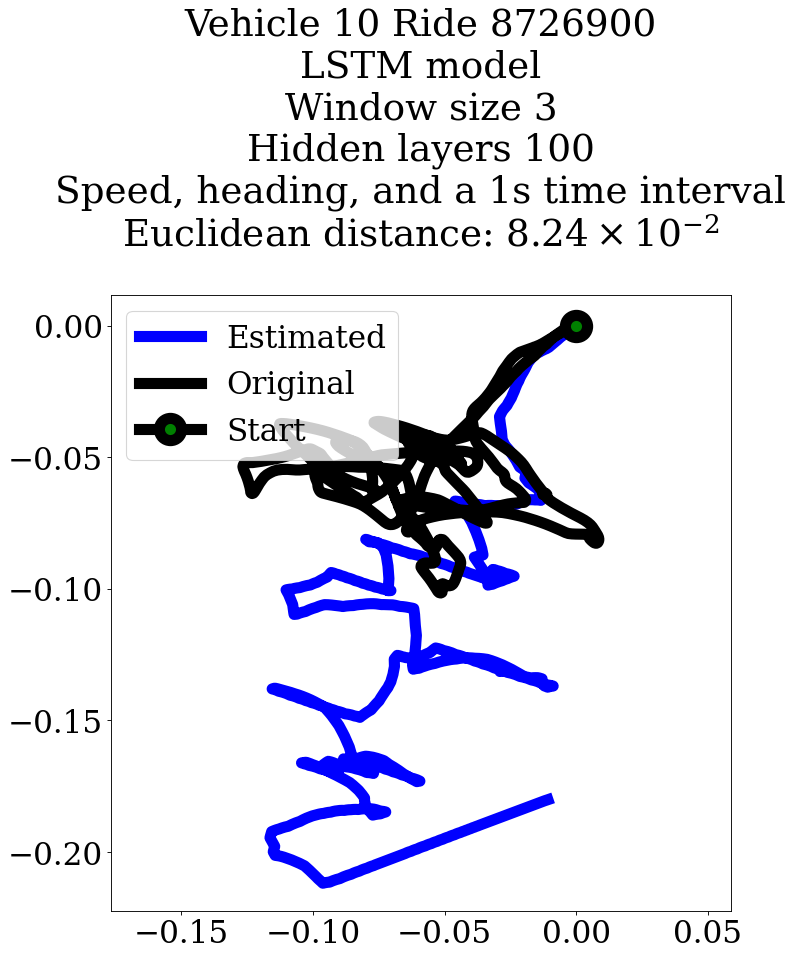 Vehicle 10 Ride 8726900
LSTM model
Window size 3
Hidden layers 100
Speed, heading, and a 1s time interval
Euclidean distance: 8.24 × 10⁻²
Estimated
Original
Start
0.00
−0.05
−0.10
−0.15
−0.20
−0.15 −0.10 −0.05 0.00 0.05